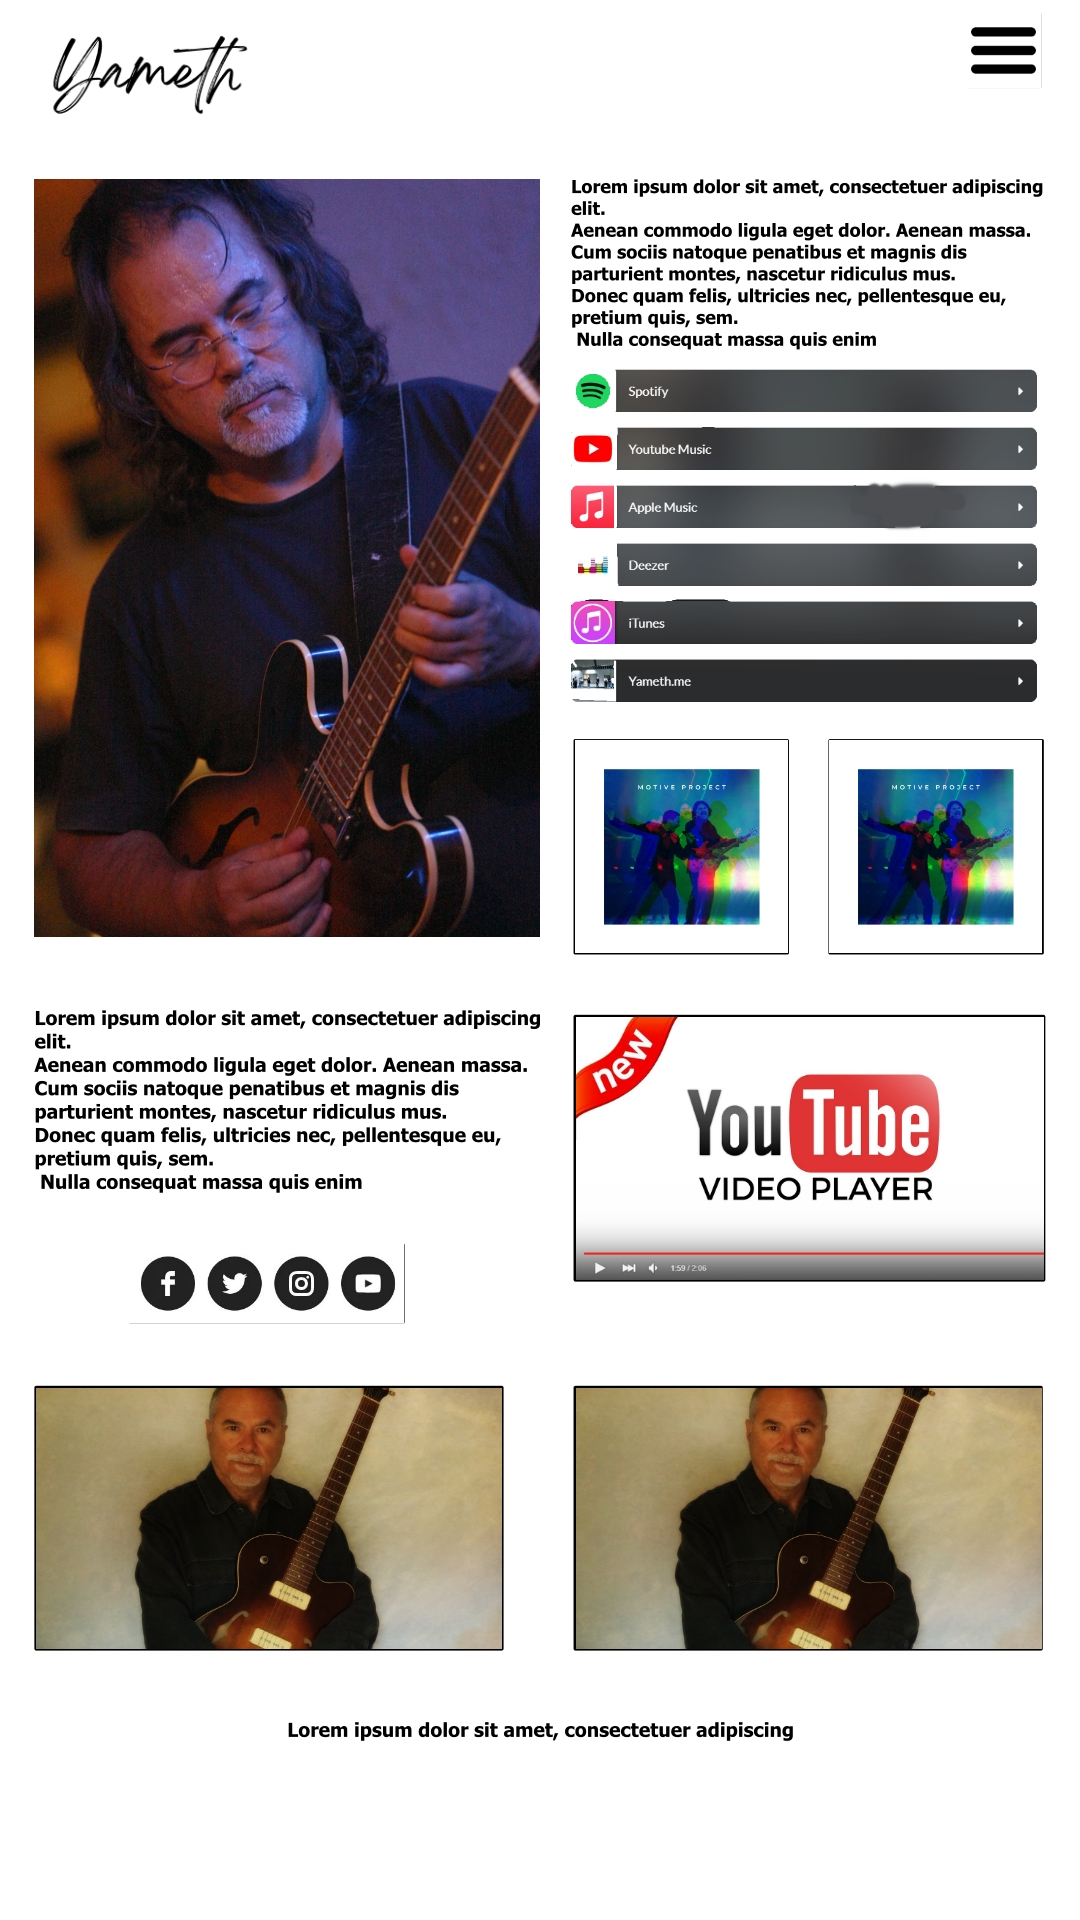 Yameth
Lorem ipsum dolor sit amet, consectetuer adipiscing
elit.
Aenean commodo ligula eget dolor. Aenean massa.
Cum sociis natoque penatibus et magnis dis
parturient montes, nascetur ridiculus mus.
Donec quam felis, ultricies nec, pellentesque eu,
pretium quis, sem.
Nulla consequat massa quis enim
Spotify
Youtube Music
Apple Music
Deezer
iTunes
Yameth.me
MOTIVE PROJECT
MOTIVE PROJECT
Lorem ipsum dolor sit amet, consectetuer adipiscing
elit.
Aenean commodo ligula eget dolor. Aenean massa.
Cum sociis natoque penatibus et magnis dis
parturient montes, nascetur ridiculus mus.
Donec quam felis, ultricies nec, pellentesque eu,
pretium quis, sem.
Nulla consequat massa quis enim
new
YouTube
VIDEO PLAYER
1:59 / 2:06
Lorem ipsum dolor sit amet, consectetuer adipiscing